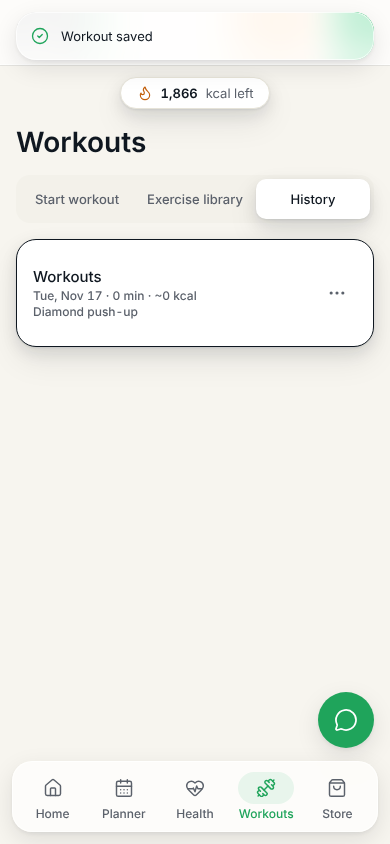 Workout saved
1,866 kcal left
Workouts
Start workout Exercise library History
Workouts
Tue, Nov 17 · 0 min · ~0 kcal
Diamond push-up
Home Planner Health Workouts Store